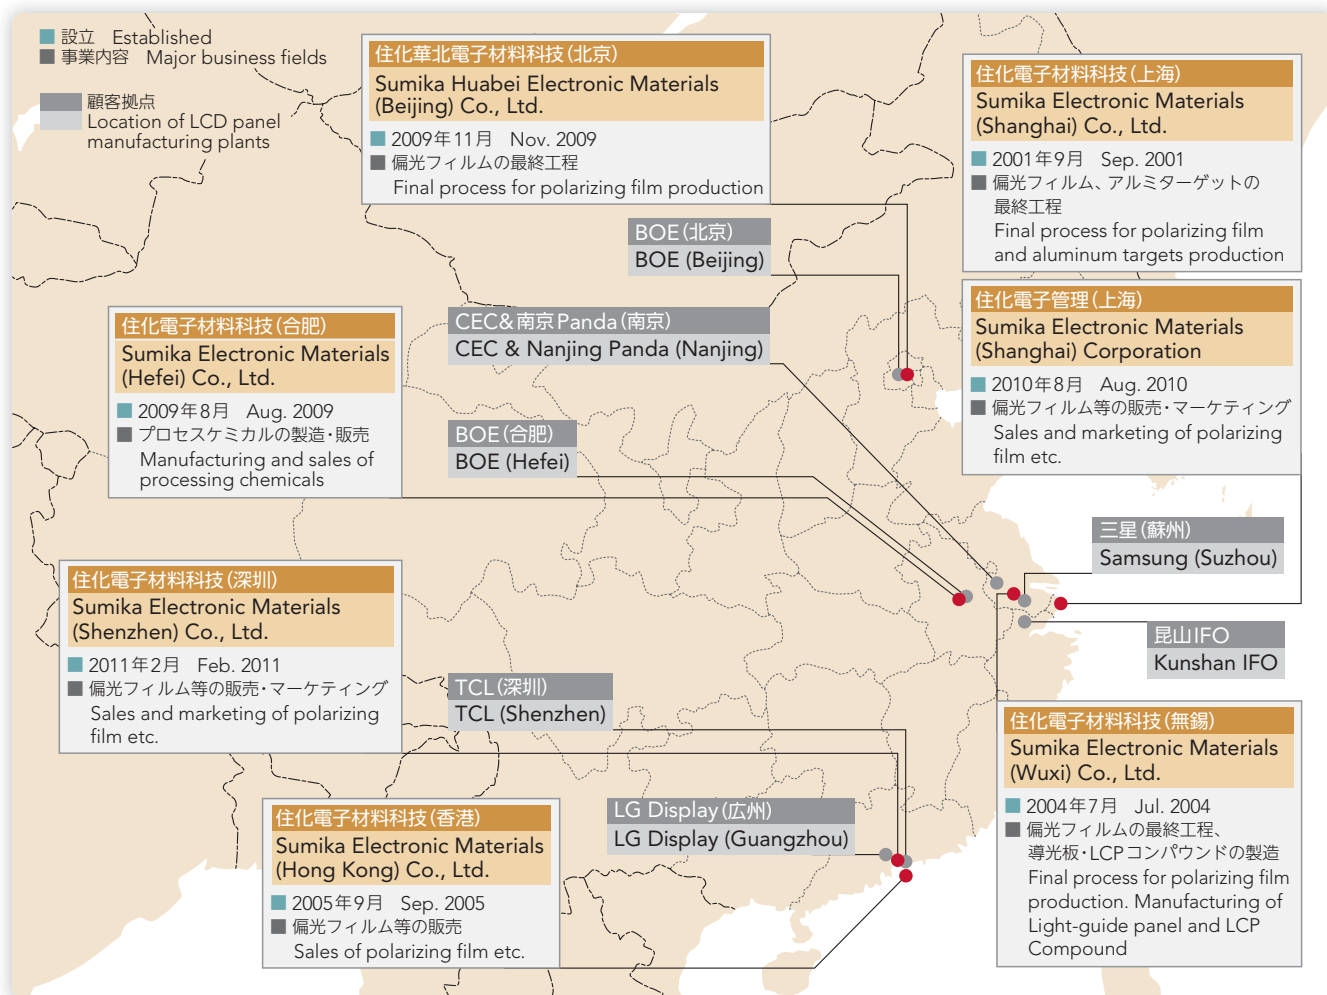 設立 Established
事業内容 Major business fields
顧客拠点
Location of LCD panel
manufacturing plants
住化華北電子材料科技(北京)
Sumika Huabei Electronic Materials
(Beijing) Co., Ltd.
2009年11月 Nov. 2009
偏光フィルムの最終工程
Final process for polarizing film production
住化電子材料科技(上海)
Sumika Electronic Materials
(Shanghai) Co., Ltd.
2001年9月 Sep. 2001
偏光フィルム、アルミターゲットの
最終工程
Final process for polarizing film
and aluminum targets production
BOE(北京)
BOE (Beijing)
住化電子管理(上海)
Sumika Electronic Materials
(Shanghai) Corporation
2010年8月 Aug. 2010
偏光フィルム等の販売・マーケティング
Sales and marketing of polarizing
film etc.
住化電子材料科技(合肥)
Sumika Electronic Materials
(Hefei) Co., Ltd.
2009年8月 Aug. 2009
プロセスケミカルの製造・販売
Manufacturing and sales of
processing chemicals
CEC&南京Panda(南京)
CEC & Nanjing Panda (Nanjing)
BOE(合肥)
BOE (Hefei)
三星(蘇州)
Samsung (Suzhou)
昆山IFO
Kunshan IFO
住化電子材料科技(深圳)
Sumika Electronic Materials
(Shenzhen) Co., Ltd.
2011年2月 Feb. 2011
偏光フィルム等の販売・マーケティング
Sales and marketing of polarizing
film etc.
TCL(深圳)
TCL (Shenzhen)
住化電子材料科技(無錫)
Sumika Electronic Materials
(Wuxi) Co., Ltd.
2004年7月 Jul. 2004
偏光フィルムの最終工程、
導光板・LCPコンパウンドの製造
Final process for polarizing film
production. Manufacturing of
Light-guide panel and LCP
Compound
住化電子材料科技(香港)
Sumika Electronic Materials
(Hong Kong) Co., Ltd.
2005年9月 Sep. 2005
偏光フィルム等の販売
Sales of polarizing film etc.
LG Display(広州)
LG Display (Guangzhou)